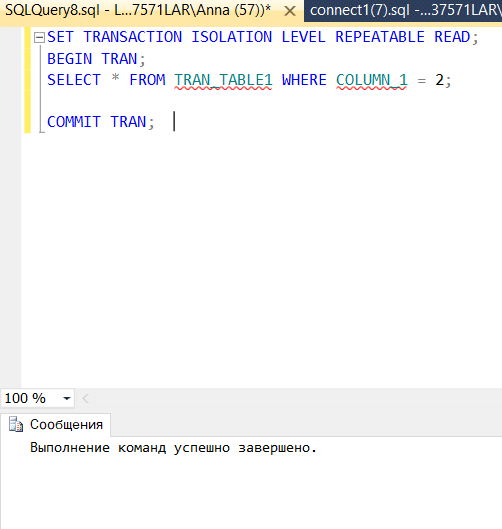 SQLQuery8.sql - L...7571LAR\Anna (57))* connect1(7).sql -...37571LAR\
SET TRANSACTION ISOLATION LEVEL REPEATABLE READ;
BEGIN TRAN;
SELECT * FROM TRAN_TABLE1 WHERE COLUMN_1 = 2;
COMMIT TRAN;
100 %
Сообщения
Выполнение команд успешно завершено.